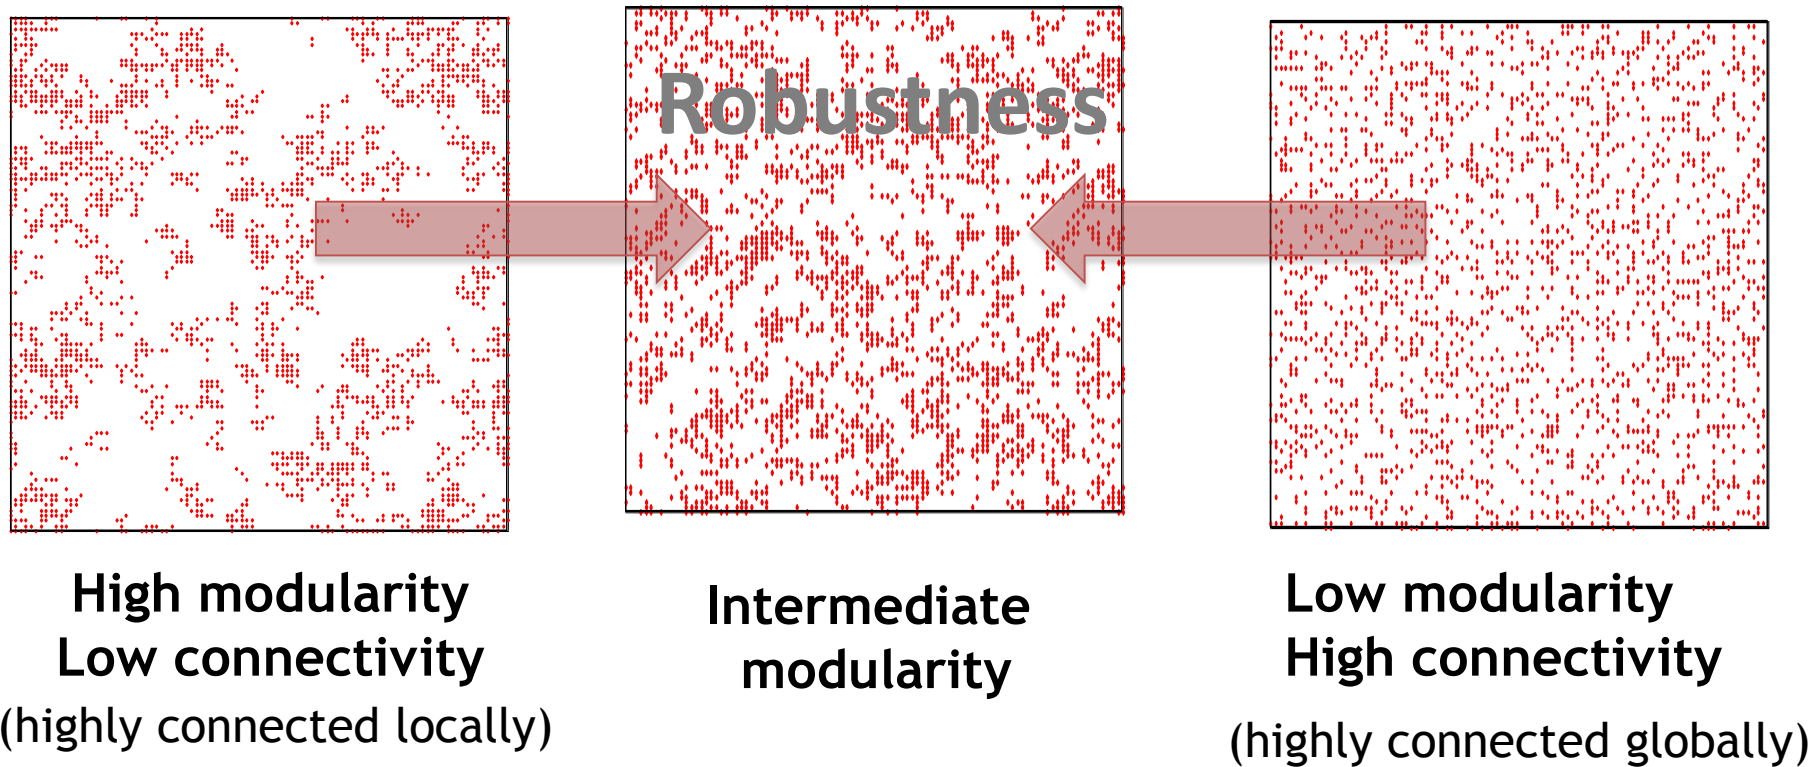 Robustness
High modularity
Low connectivity
(highly connected locally)
Intermediate
modularity
Low modularity
High connectivity
(highly connected globally)